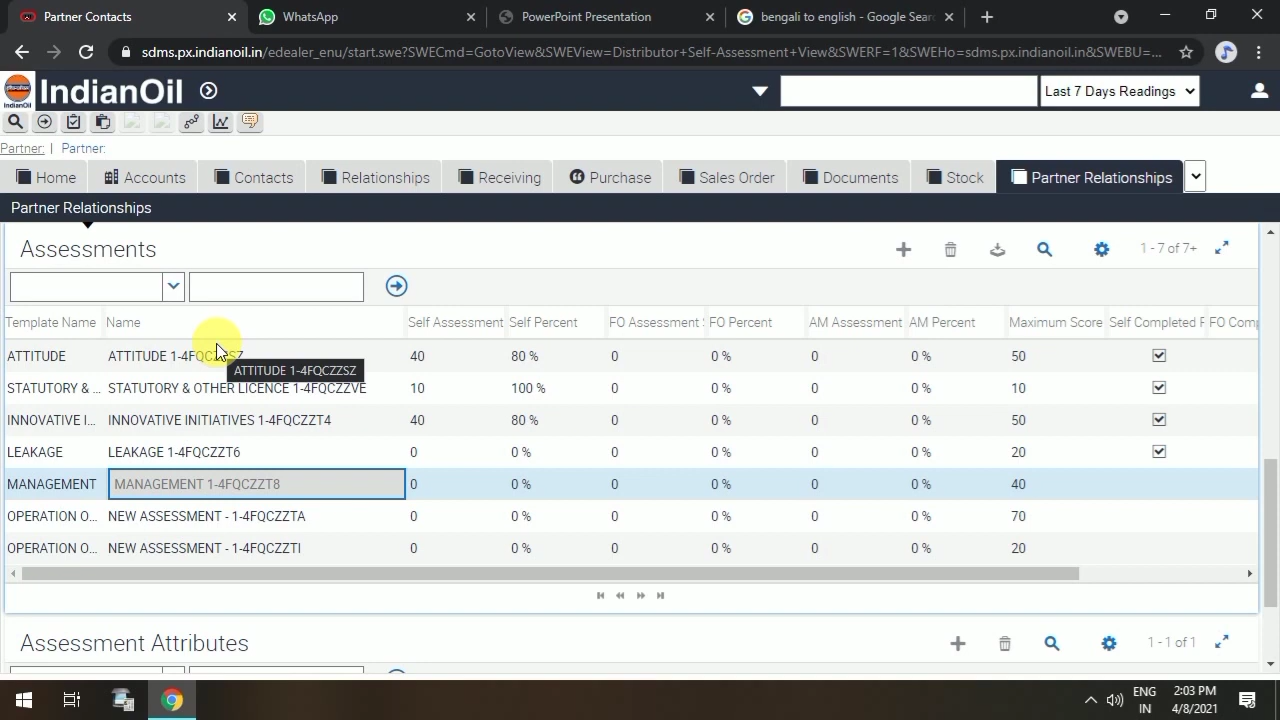 Partner Contacts
WhatsApp
PowerPoint Presentation
bengali to english - Google Sear
sdms.px.indianoil.in/edealer_enu/start.swe?SWECmd=GotoView&SWEView=Distributor+Self-Assessment+View&SWERF=1&SWEHo=sdms.px.indianoil.in&SWEBU=...
IndianOil
IndianOil
Last 7 Days Readings
Partner: | Partner:
Home
Accounts
Contacts
Relationships
Receiving
Purchase
Sales Order
Documents
Stock
Partner Relationships
Partner Relationships
Assessments
1 - 7 of 7+
Template Name Name Self Assessment Self Percent FO Assessment FO Percent AM Assessment AM Percent Maximum Score Self Completed F FO Comp
ATTITUDE ATTITUDE 1-4FQCZZSZ 40 80 % 0 0 % 0 0 % 50
ATTITUDE 1-4FQCZZSZ
STATUTORY & ... STATUTORY & OTHER LICENCE 1-4FQCZZVE 10 100 % 0 0 % 0 0 % 10
INNOVATIVE I... INNOVATIVE INITIATIVES 1-4FQCZZT4 40 80 % 0 0 % 0 0 % 50
LEAKAGE LEAKAGE 1-4FQCZZT6 0 0 % 0 0 % 0 0 % 20
MANAGEMENT MANAGEMENT 1-4FQCZZT8 0 0 % 0 0 % 0 0 % 40
OPERATION O... NEW ASSESSMENT - 1-4FQCZZTA 0 0 % 0 0 % 0 0 % 70
OPERATION O... NEW ASSESSMENT - 1-4FQCZZTI 0 0 % 0 0 % 0 0 % 20
Assessment Attributes
1 - 1 of 1
ENG
IN
2:03 PM
4/8/2021